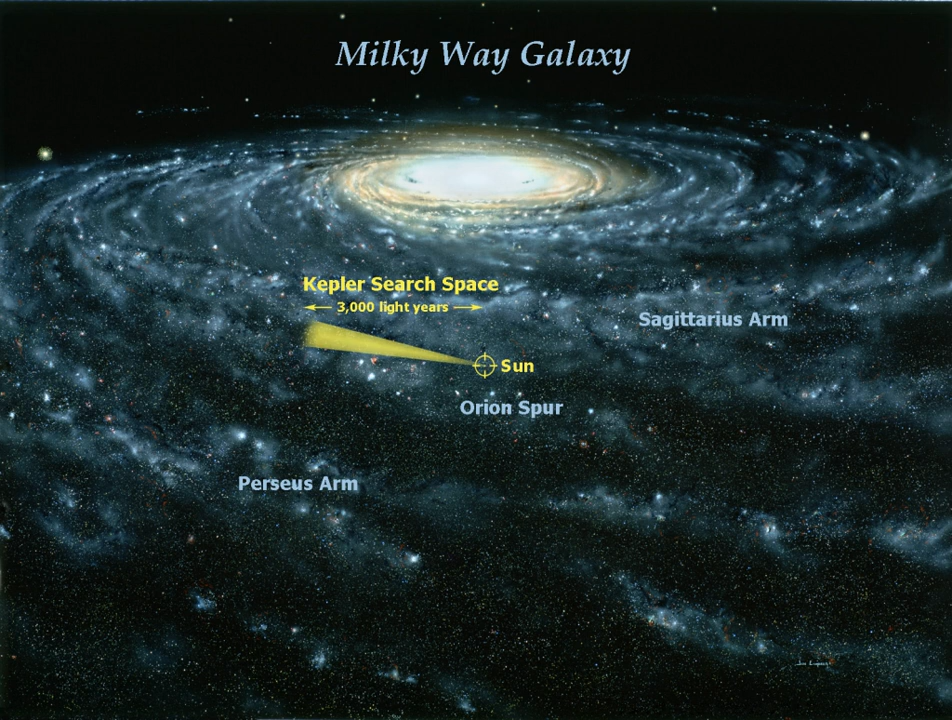 Milky Way Galaxy
Kepler Search Space
3,000 light years
Sagittarius Arm
Sun
Orion Spur
Perseus Arm